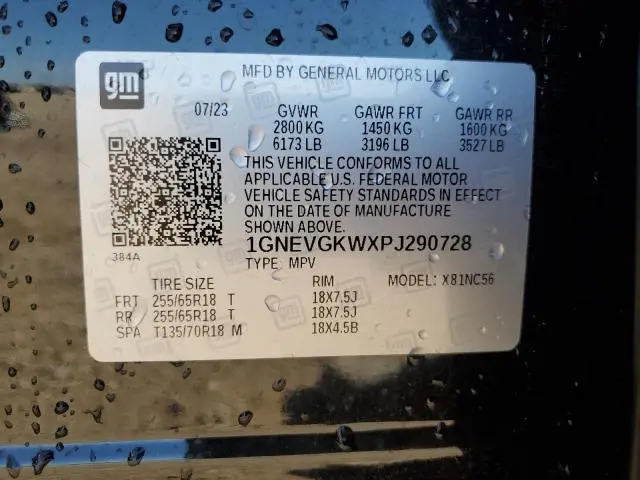 gm
MFD BY GENERAL MOTORS LLC
07/23 GVWR GAWR FRT GAWR RR
2800 KG 1450 KG 1600 KG
6173 LB 3196 LB 3527 LB
THIS VEHICLE CONFORMS TO ALL
APPLICABLE U.S. FEDERAL MOTOR
VEHICLE SAFETY STANDARDS IN EFFECT
ON THE DATE OF MANUFACTURE
SHOWN ABOVE.
384A
1GNEVGKWXPJ290728
TYPE: MPV MODEL: X81NC56
TIRE SIZE RIM
FRT 255/65R18 T 18X7.5J
RR 255/65R18 T 18X7.5J
SPA T135/70R18 M 18X4.5B